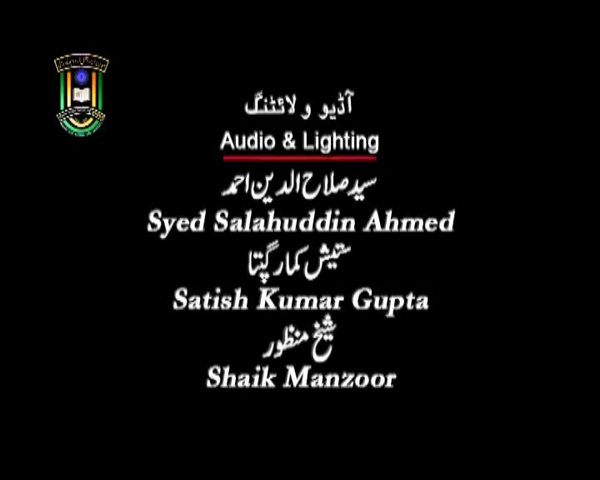 آڈیو و لائٹنگ
Audio & Lighting
سید صلاح الدین احمد
Syed Salahuddin Ahmed
ستیش کمار گپتا
Satish Kumar Gupta
شیخ منظور
Shaik Manzoor